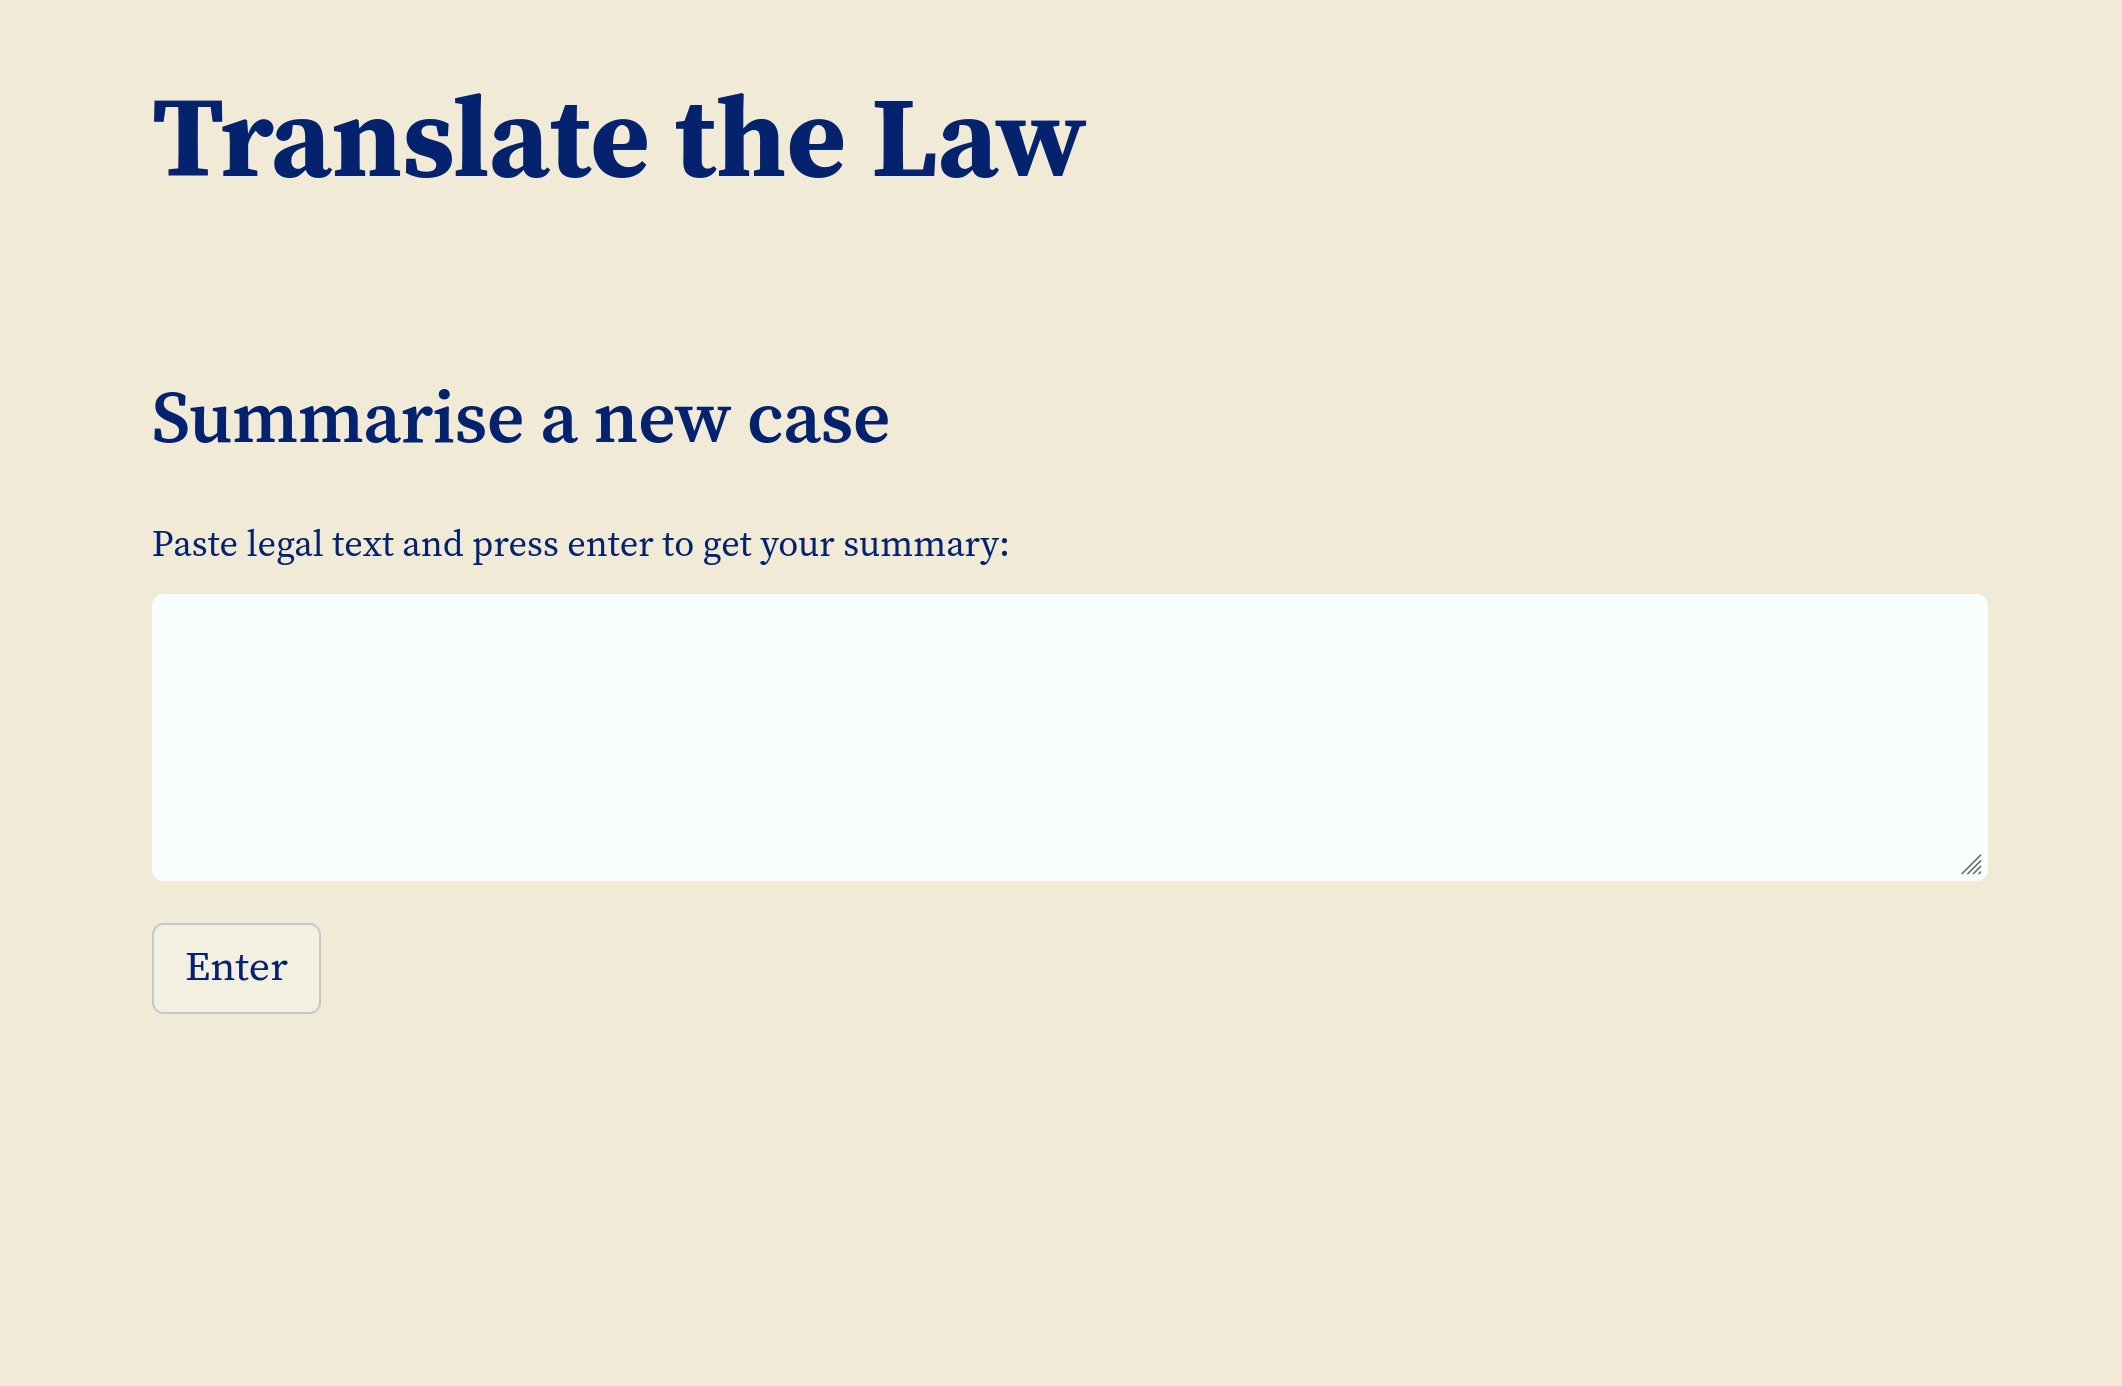 Translate the Law
Summarise a new case
Paste legal text and press enter to get your summary:
Enter